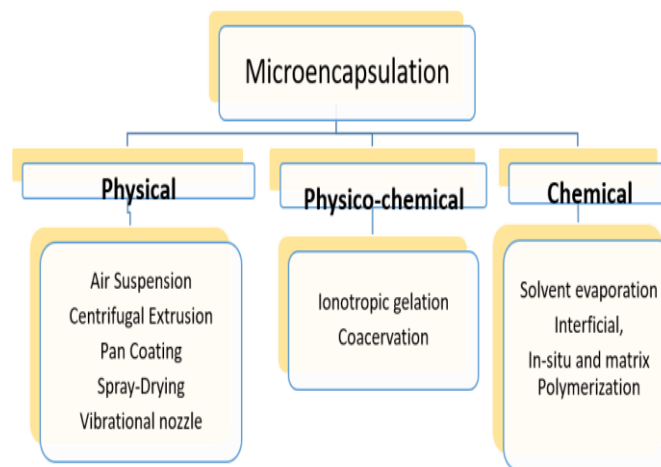 Microencapsulation
Physical
Air Suspension
Centrifugal Extrusion
Pan Coating
Spray-Drying
Vibrational nozzle
Physico-chemical
Ionotropic gelation
Coacervation
Chemical
Solvent evaporation
Interficial,
In-situ and matrix
Polymerization